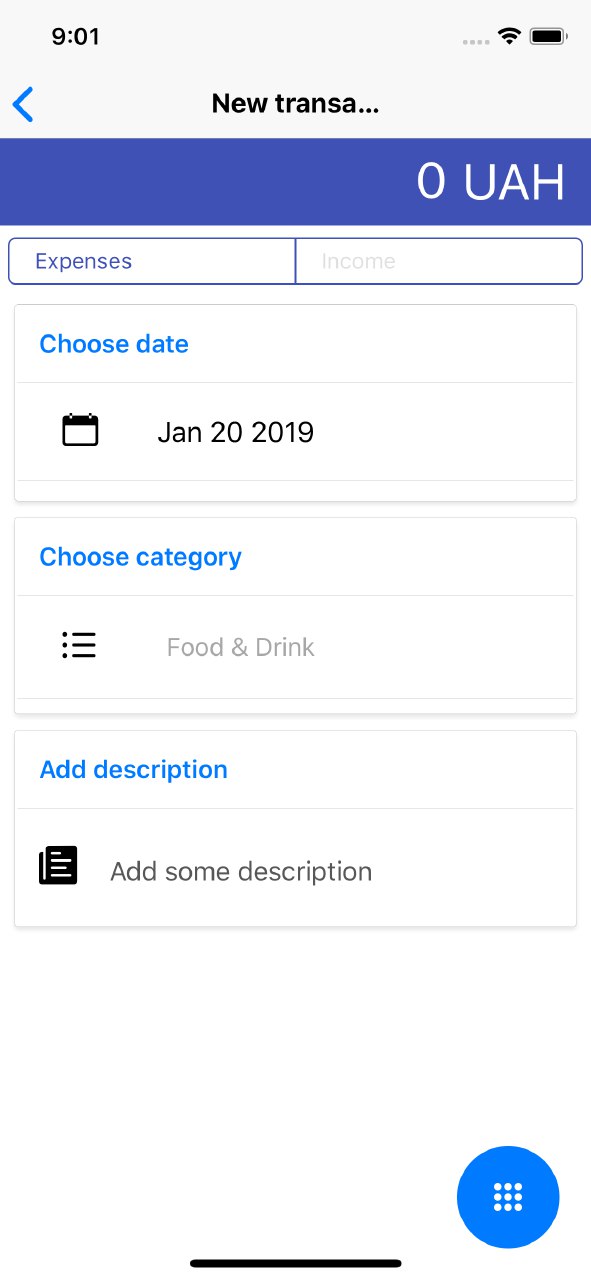 9:01
New transa...
0 UAH
Expenses
Income
Choose date
Jan 20 2019
Choose category
Food & Drink
Add description
Add some description